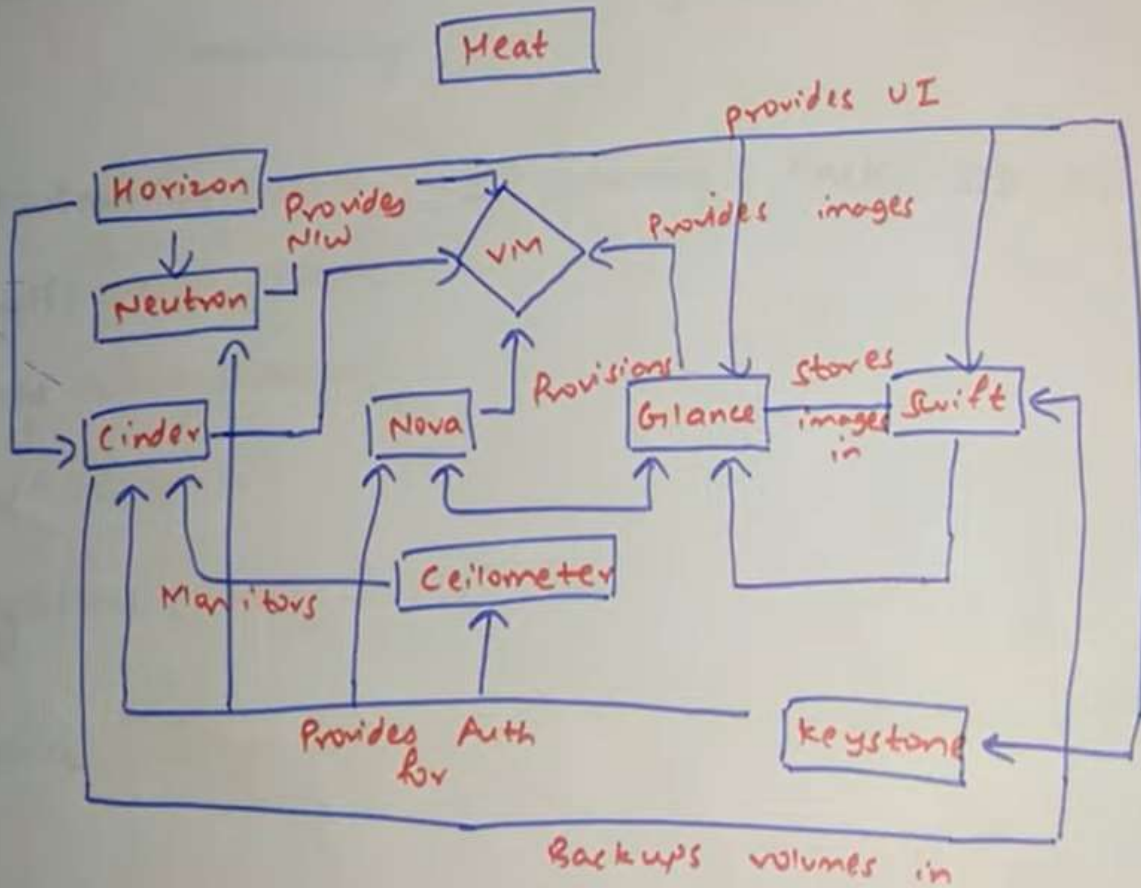 Heat
provides UI
Horizon
Provides
N/W
VM
Provides images
Neutron
Provisions
stores
images
in
Cinder
Nova
Glance
Swift
Ceilometer
Monitors
Provides Auth
for
keystone
Backups volumes in